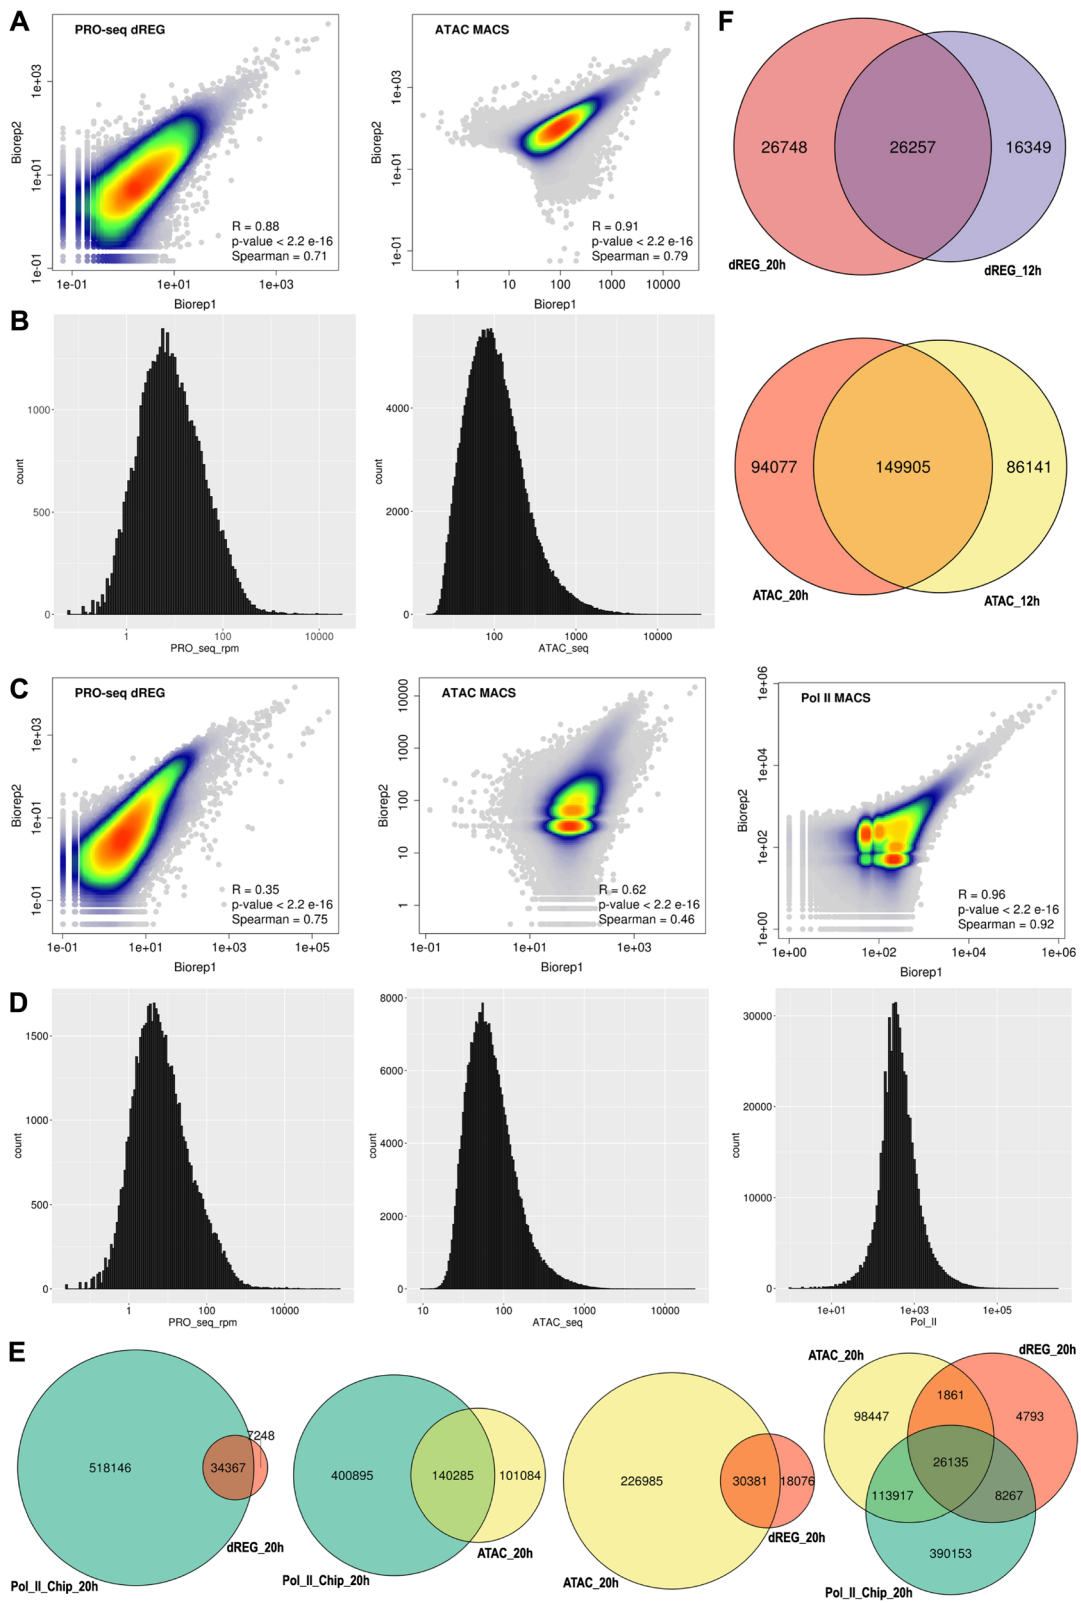 A
PRO-seq dREG
Biorep2
1e+03
1e+01
1e-01
R = 0.88
p-value < 2.2 e-16
Spearman = 0.71
1e-01
1e+01
1e+03
Biorep1
ATAC MACS
Biorep2
1e+03
1e+01
1e-01
R = 0.91
p-value < 2.2 e-16
Spearman = 0.79
1
10
100
1000
10000
Biorep1
F
26748
26257
16349
dREG_20h
dREG_12h
B
count
1000
500
0
1
100
10000
PRO_seq_rpm
count
4000
2000
0
100
1000
10000
ATAC_seq
94077
149905
86141
ATAC_20h
ATAC_12h
C
PRO-seq dREG
Biorep2
1e+03
1e+01
1e-01
R = 0.35
p-value < 2.2 e-16
Spearman = 0.75
1e-01
1e+01
1e+03
1e+05
Biorep1
ATAC MACS
Biorep2
10000
1000
100
10
1
R = 0.62
p-value < 2.2 e-16
Spearman = 0.46
1e-01
1e+01
1e+03
Biorep1
Pol II MACS
Biorep2
1e+06
1e+04
1e+02
1e+00
R = 0.96
p-value < 2.2 e-16
Spearman = 0.92
1e+00
1e+02
1e+04
1e+06
Biorep1
D
count
1500
1000
500
0
1
100
10000
PRO_seq_rpm
count
8000
6000
4000
2000
0
10
100
1000
10000
ATAC_seq
count
30000
20000
10000
0
1e+01
1e+03
1e+05
Pol_II
E
518146
34367
7248
dREG_20h
Pol_II_Chip_20h
400895
140285
101084
ATAC_20h
Pol_II_Chip_20h
226985
30381
18076
dREG_20h
ATAC_20h
ATAC_20h
dREG_20h
98447
1861
4793
26135
113917
8267
390153
Pol_II_Chip_20h